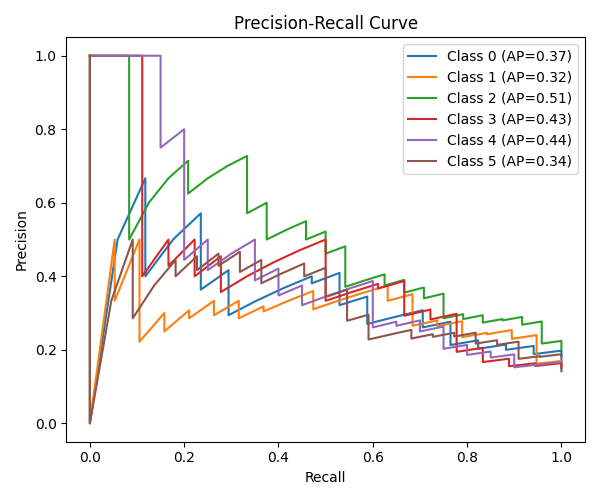 Precision-Recall Curve
Class 0 (AP=0.37)
Class 1 (AP=0.32)
Class 2 (AP=0.51)
Class 3 (AP=0.43)
Class 4 (AP=0.44)
Class 5 (AP=0.34)
Precision
1.0
0.8
0.6
0.4
0.2
0.0
0.0 0.2 0.4 0.6 0.8 1.0
Recall